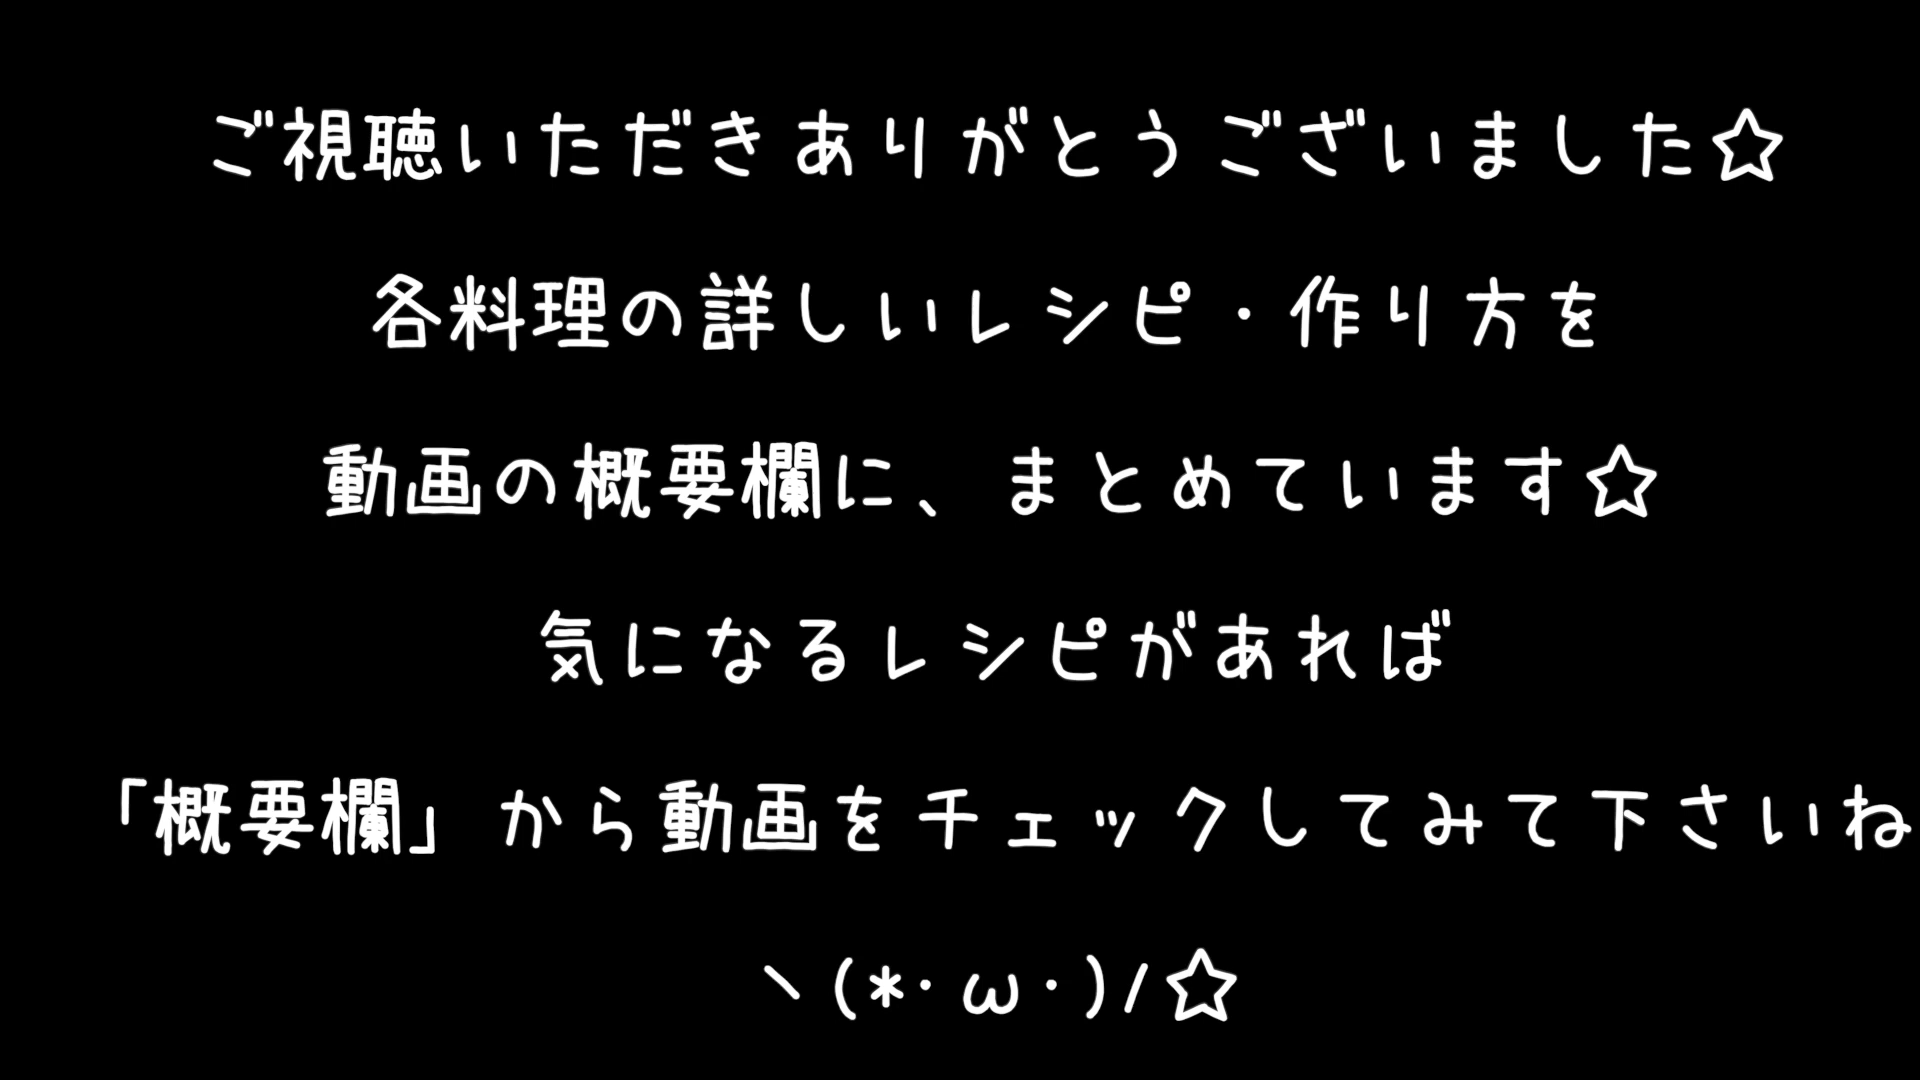 ご視聴いただきありがとうございました☆
各料理の詳しいレシピ・作り方を
動画の概要欄に、まとめています☆
気になるレシピがあれば
「概要欄」から動画をチェックしてみて下さいね
\(*·ω·)/☆